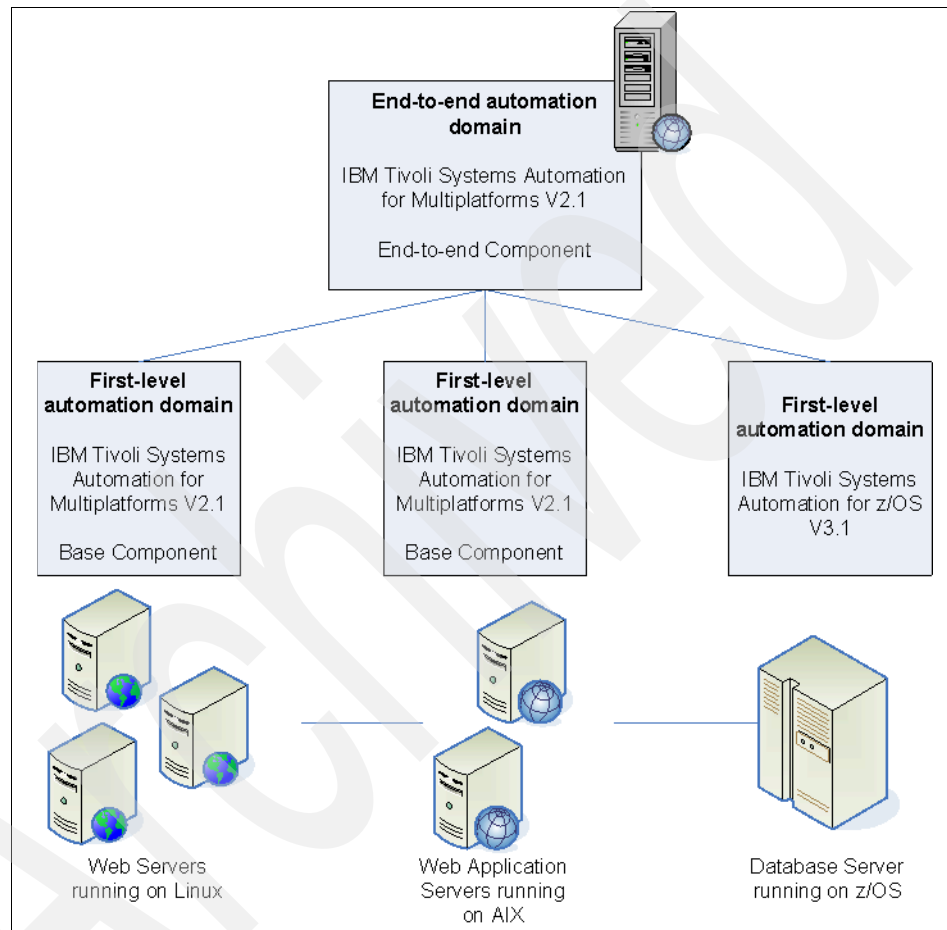 End-to-end automation
domain
IBM Tivoli Systems Automation
for Multiplatforms V2.1
End-to-end Component
First-level
automation domain
IBM Tivoli Systems
Automation for
Multiplatforms V2.1
Base Component
First-level
automation domain
IBM Tivoli Systems
Automation for
Multiplatforms V2.1
Base Component
First-level
automation domain
IBM Tivoli Systems
Automation for z/OS
V3.1
Web Servers
running on Linux
Web Application
Servers running
on AIX
Database Server
running on z/OS
Archived